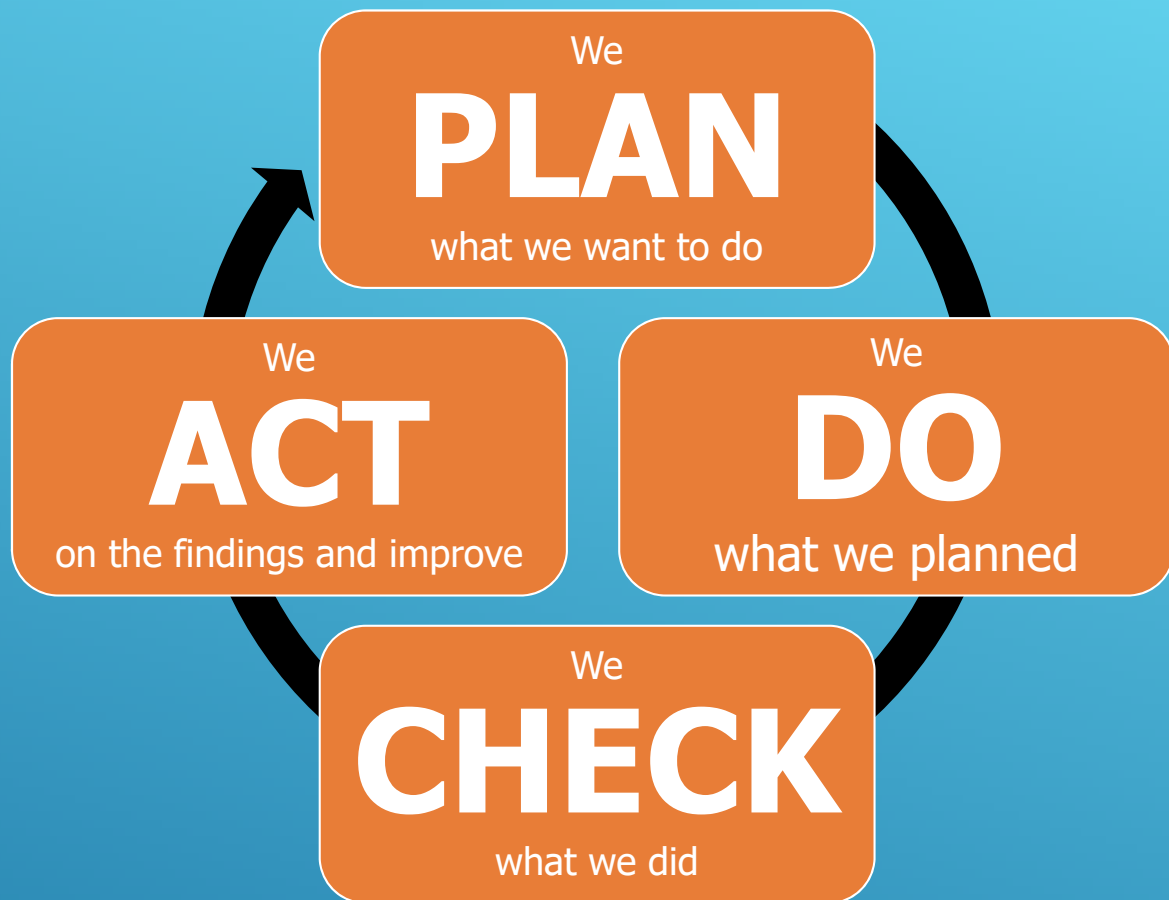 We
PLAN
what we want to do
We
DO
what we planned
We
CHECK
what we did
We
ACT
on the findings and improve